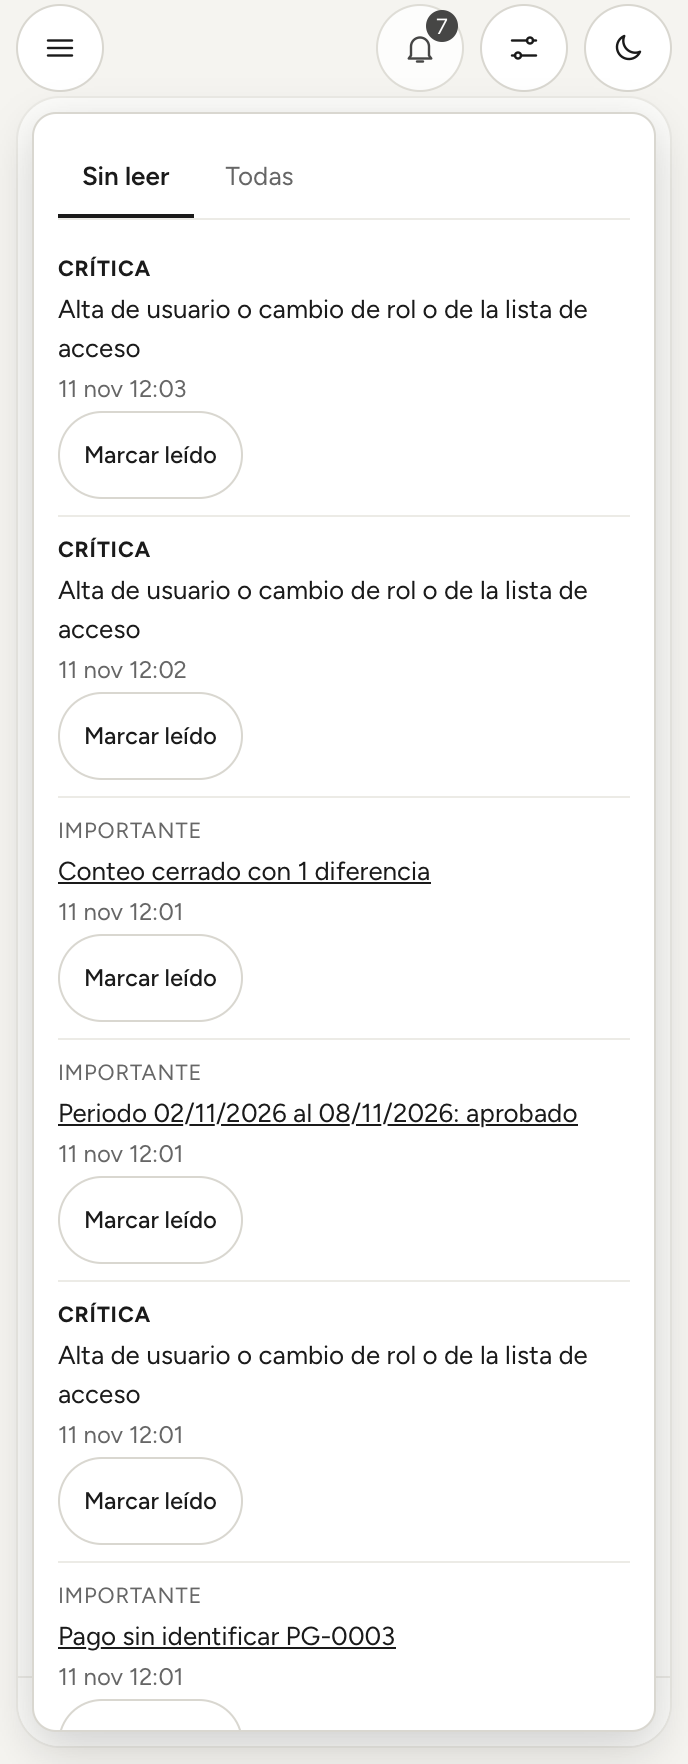 7
Sin leer
Todas
CRÍTICA
Alta de usuario o cambio de rol o de la lista de
acceso
11 nov 12:03
Marcar leído
CRÍTICA
Alta de usuario o cambio de rol o de la lista de
acceso
11 nov 12:02
Marcar leído
IMPORTANTE
Conteo cerrado con 1 diferencia
11 nov 12:01
Marcar leído
IMPORTANTE
Periodo 02/11/2026 al 08/11/2026: aprobado
11 nov 12:01
Marcar leído
CRÍTICA
Alta de usuario o cambio de rol o de la lista de
acceso
11 nov 12:01
Marcar leído
IMPORTANTE
Pago sin identificar PG-0003
11 nov 12:01